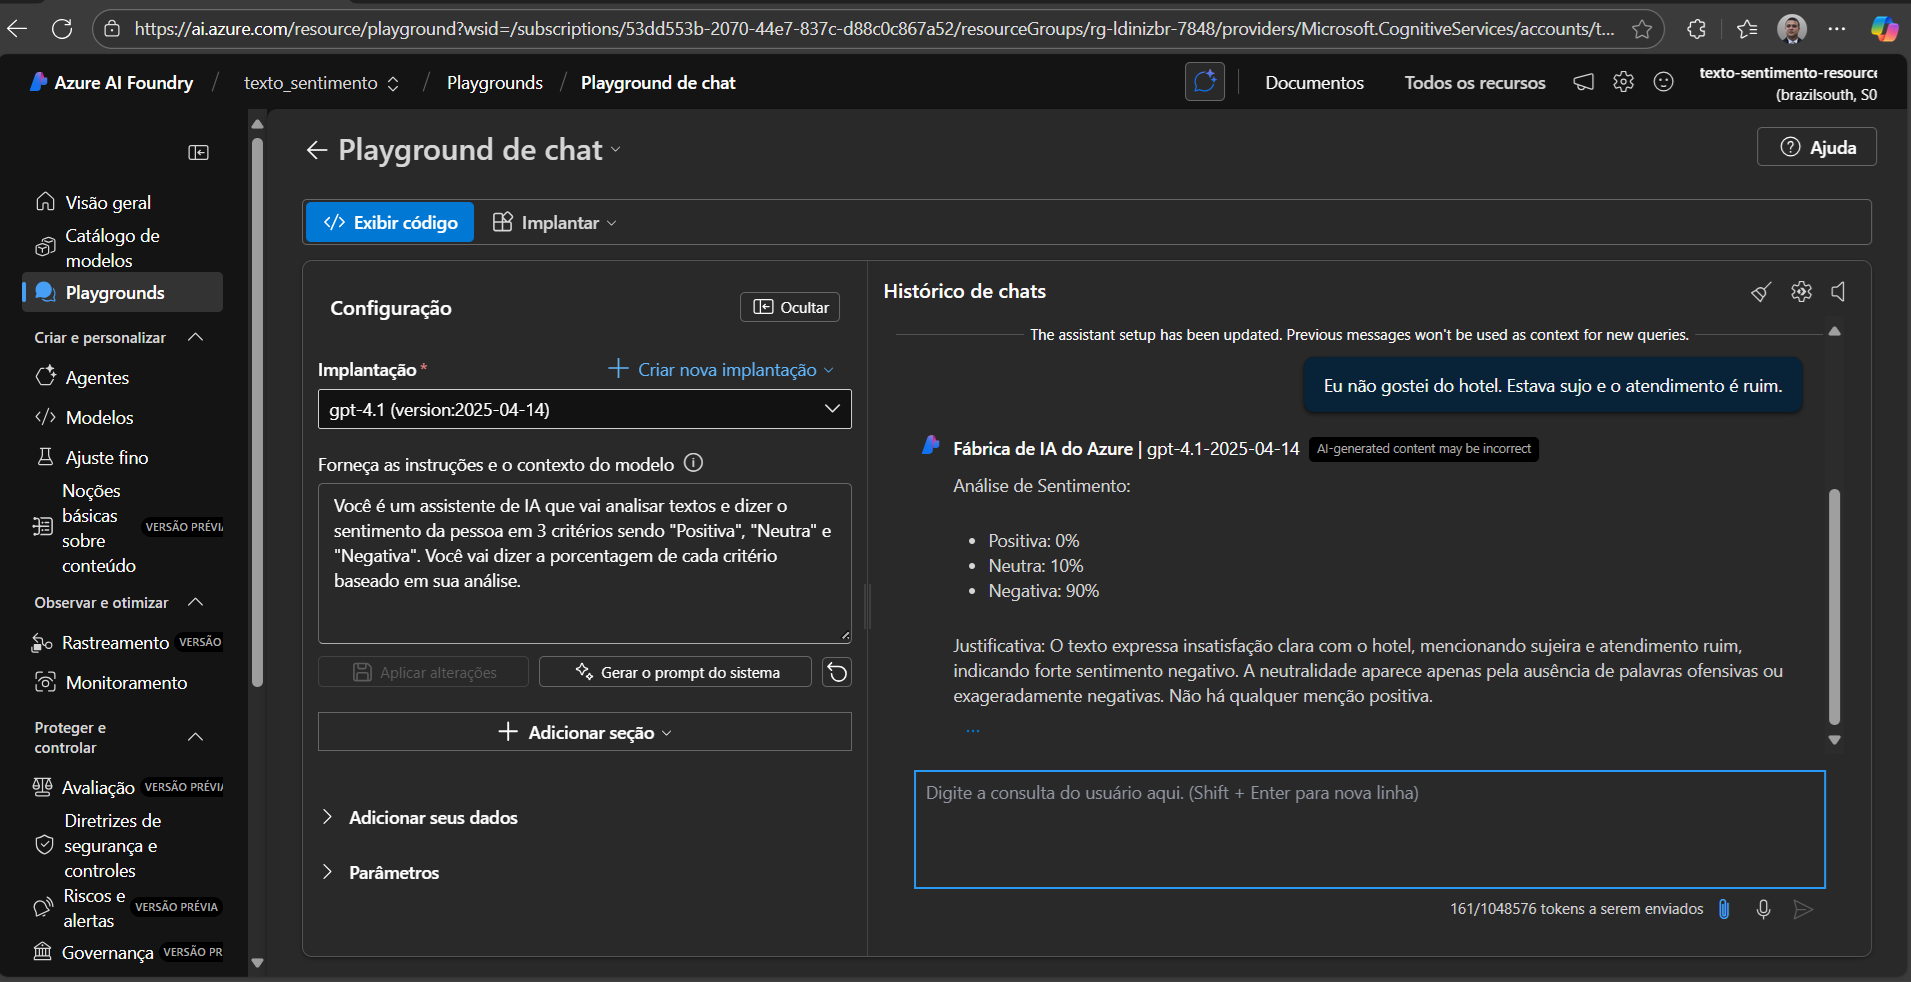 https://ai.azure.com/resource/playground?wsid=/subscriptions/53dd553b-2070-44e7-837c-d88c0c867a52/resourceGroups/rg-ldinizbr-7848/providers/Microsoft.CognitiveServices/accounts/t...
Azure AI Foundry / texto_sentimento / Playgrounds / Playground de chat
Documentos
Todos os recursos
texto-sentimento-resource
(brazilsouth, S0
Visão geral
Catálogo de
modelos
Playgrounds
Criar e personalizar
Agentes
Modelos
Ajuste fino
Noções
básicas
sobre
conteúdo
VERSÃO PRÉVI
Observar e otimizar
Rastreamento VERSÃO
Monitoramento
Proteger e
controlar
Avaliação VERSÃO PRÉVI
Diretrizes de
segurança e
controles
Riscos e
alertas
VERSÃO PRÉVIA
Governança VERSÃO PR
Playground de chat
Ajuda
Exibir código
Implantar
Configuração
Ocultar
Implantação*
Criar nova implantação
gpt-4.1 (version:2025-04-14)
Forneça as instruções e o contexto do modelo
Você é um assistente de IA que vai analisar textos e dizer o
sentimento da pessoa em 3 critérios sendo "Positiva", "Neutra" e
"Negativa". Você vai dizer a porcentagem de cada critério
baseado em sua análise.
Aplicar alterações
Gerar o prompt do sistema
Adicionar seção
Adicionar seus dados
Parâmetros
Histórico de chats
The assistant setup has been updated. Previous messages won't be used as context for new queries.
Eu não gostei do hotel. Estava sujo e o atendimento é ruim.
Fábrica de IA do Azure | gpt-4.1-2025-04-14
AI-generated content may be incorrect
Análise de Sentimento:
• Positiva: 0%
• Neutra: 10%
• Negativa: 90%
Justificativa: O texto expressa insatisfação clara com o hotel, mencionando sujeira e atendimento ruim,
indicando forte sentimento negativo. A neutralidade aparece apenas pela ausência de palavras ofensivas ou
exageradamente negativas. Não há qualquer menção positiva.
...
Digite a consulta do usuário aqui. (Shift + Enter para nova linha)
161/1048576 tokens a serem enviados